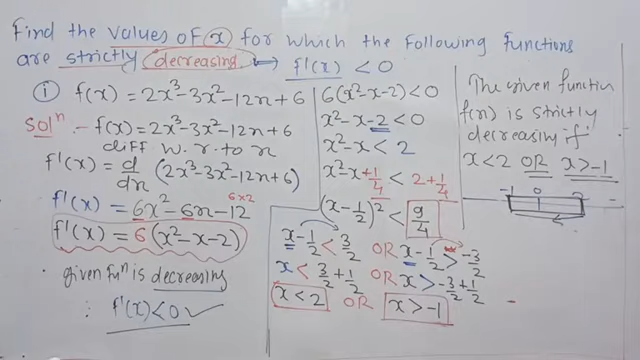 Find the values of x for which the following functions
are strictly decreasing → f'(x) < 0
(i) f(x) = 2x³-3x²-12x+6
Solⁿ - f(x) = 2x³-3x²-12x+6
diff w. r. to x
f'(x) = d/dx (2x³-3x²-12x+6)
6×2
f'(x) = 6x²-6x-12
f'(x) = 6(x²-x-2)
given fuⁿ is decreasing
∴ f'(x) < 0 ✓
6(x²-x-2) < 0
x²-x-2 < 0
x²-x < 2
x²-x+1/4 < 2+1/4
(x-1/2)² < 9/4
x-1/2 < 3/2 OR x-1/2 > -3/2
x < 3/2+1/2 OR x > -3/2+1/2
x < 2 OR x > -1
The given function
f(x) is strictly
decreasing if
x < 2 OR x > -1
-1 0 2